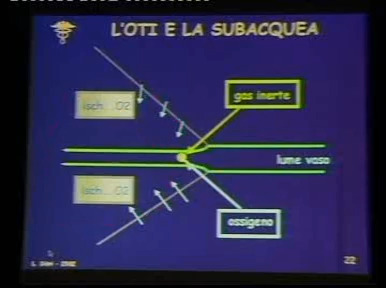 L'OTI E LA SUBACQUEA
gas inerte
isch...O2
lume vaso
isch...O2
ossigeno
22